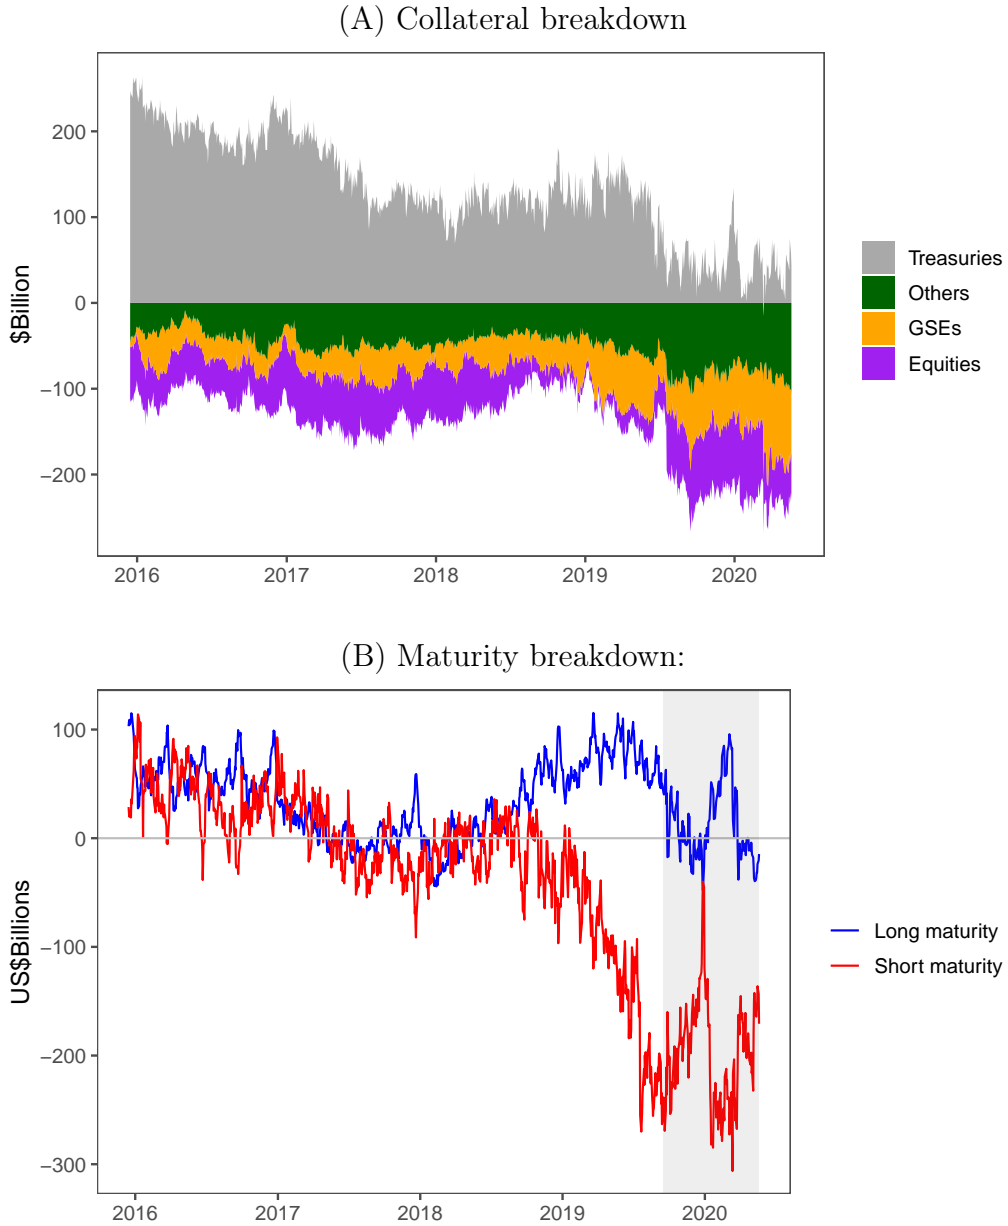 (A) Collateral breakdown
$Billion
200
100
0
−100
−200
2016 2017 2018 2019 2020
Treasuries
Others
GSEs
Equities
(B) Maturity breakdown:
US$Billions
100
0
−100
−200
−300
2016 2017 2018 2019 2020
Long maturity
Short maturity